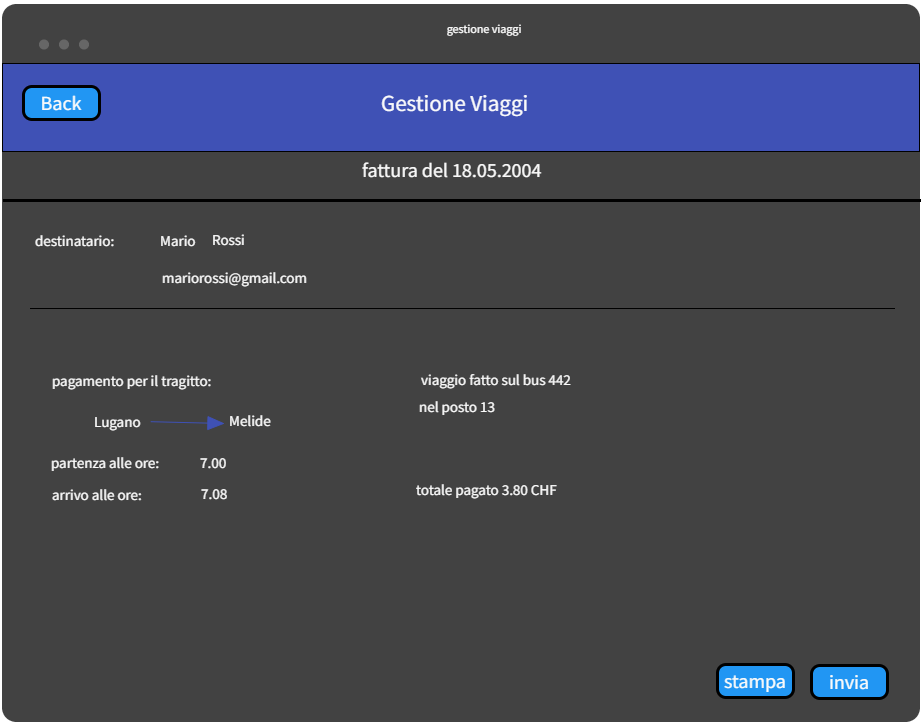 gestione viaggi
Back
Gestione Viaggi
fattura del 18.05.2004
destinatario: Mario Rossi
mariorossi@gmail.com
pagamento per il tragitto:
viaggio fatto sul bus 442
nel posto 13
Lugano Melide
partenza alle ore: 7.00
arrivo alle ore: 7.08
totale pagato 3.80 CHF
stampa
invia